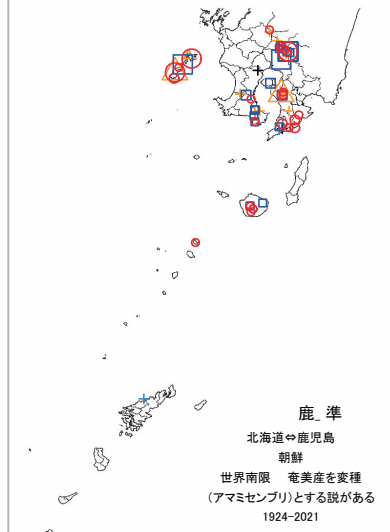 鹿_準
北海道⇔鹿児島
朝鮮
世界南限 奄美産を変種
(アマミセンブリ)とする説がある
1924-2021